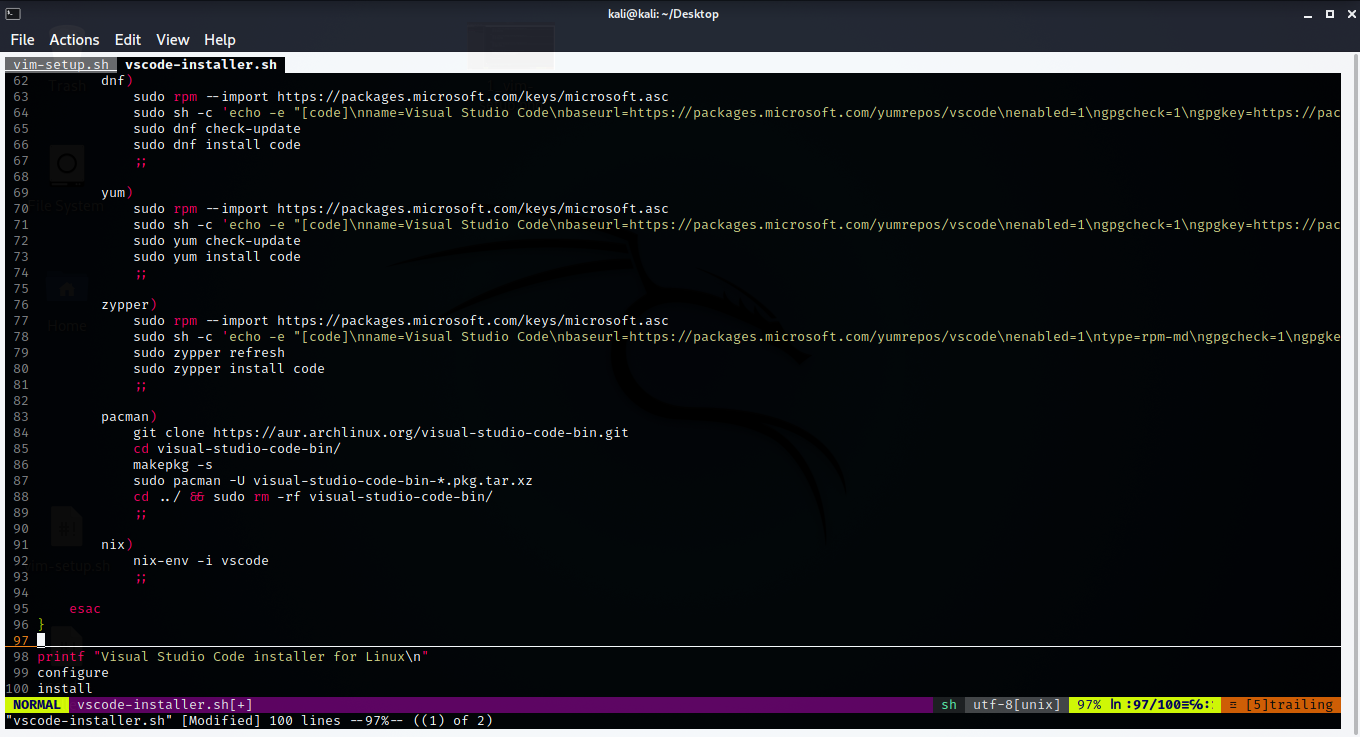 kali@kali: ~/Desktop
File Actions Edit View Help
vim-setup.sh vscode-installer.sh
62 dnf)
63 sudo rpm --import https://packages.microsoft.com/keys/microsoft.asc
64 sudo sh -c 'echo -e "[code]\nname=Visual Studio Code\nbaseurl=https://packages.microsoft.com/yumrepos/vscode\nenabled=1\ngpgcheck=1\ngpgkey=https://pac
65 sudo dnf check-update
66 sudo dnf install code
67 ;;
68
69 yum)
70 sudo rpm --import https://packages.microsoft.com/keys/microsoft.asc
71 sudo sh -c 'echo -e "[code]\nname=Visual Studio Code\nbaseurl=https://packages.microsoft.com/yumrepos/vscode\nenabled=1\ngpgcheck=1\ngpgkey=https://pac
72 sudo yum check-update
73 sudo yum install code
74 ;;
75
76 zypper)
77 sudo rpm --import https://packages.microsoft.com/keys/microsoft.asc
78 sudo sh -c 'echo -e "[code]\nname=Visual Studio Code\nbaseurl=https://packages.microsoft.com/yumrepos/vscode\nenabled=1\ntype=rpm-md\ngpgcheck=1\ngpgke
79 sudo zypper refresh
80 sudo zypper install code
81 ;;
82
83 pacman)
84 git clone https://aur.archlinux.org/visual-studio-code-bin.git
85 cd visual-studio-code-bin/
86 makepkg -s
87 sudo pacman -U visual-studio-code-bin-*.pkg.tar.xz
88 cd ../ && sudo rm -rf visual-studio-code-bin/
89 ;;
90
91 nix)
92 nix-env -i vscode
93 ;;
94
95 esac
96 }
97
98 printf "Visual Studio Code installer for Linux\n"
99 configure
100 install
NORMAL vscode-installer.sh[+] sh utf-8[unix] 97% ln :97/100≡℅: ≡ [5]trailing
"vscode-installer.sh" [Modified] 100 lines --97%-- ((1) of 2)
Trash
File System
Home
vim-setup.sh